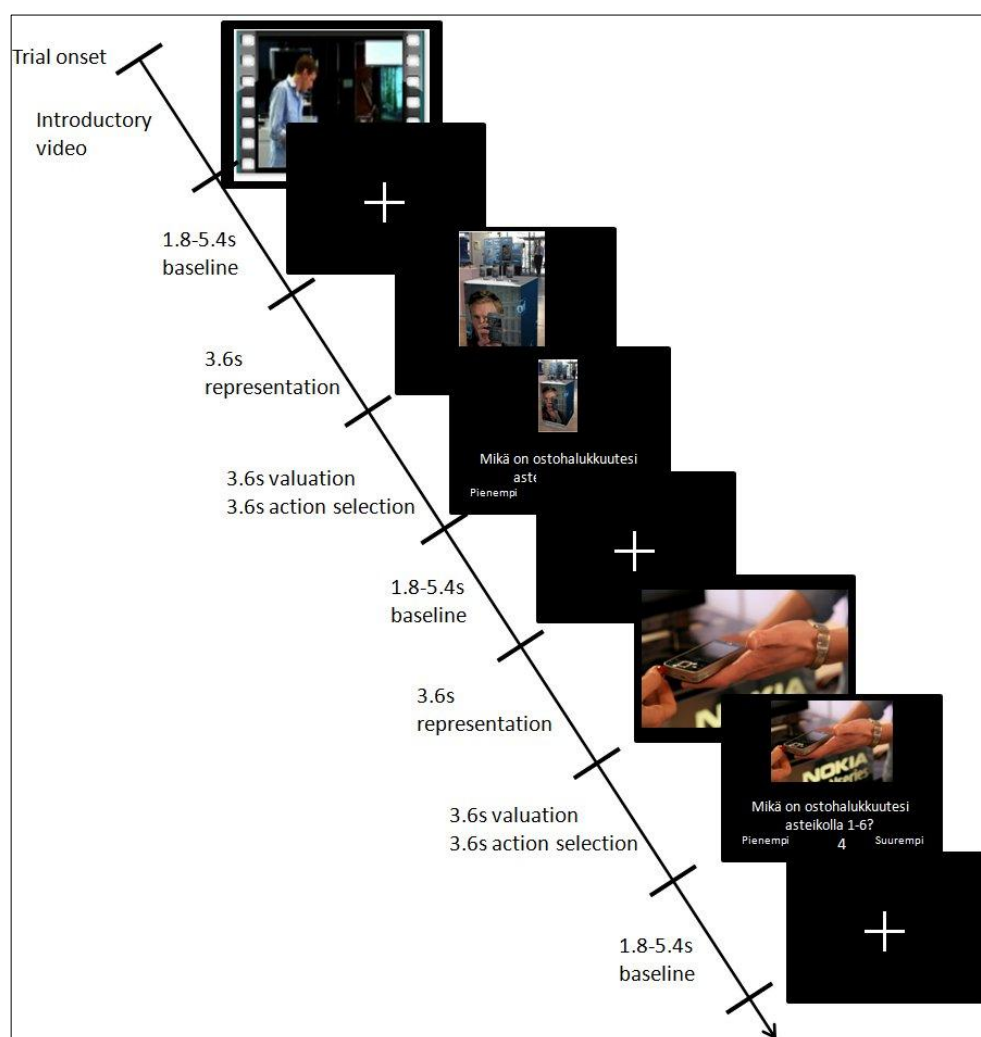 Trial onset
Introductory
video
1.8-5.4s
baseline
3.6s
representation
Mikä on ostohalukkuutesi
Pienempi
3.6s valuation
3.6s action selection
1.8-5.4s
baseline
3.6s
representation
NOKIA
Mikä on ostohalukkuutesi
asteikolla 1-6?
Pienempi 4 Suurempi
3.6s valuation
3.6s action selection
1.8-5.4s
baseline